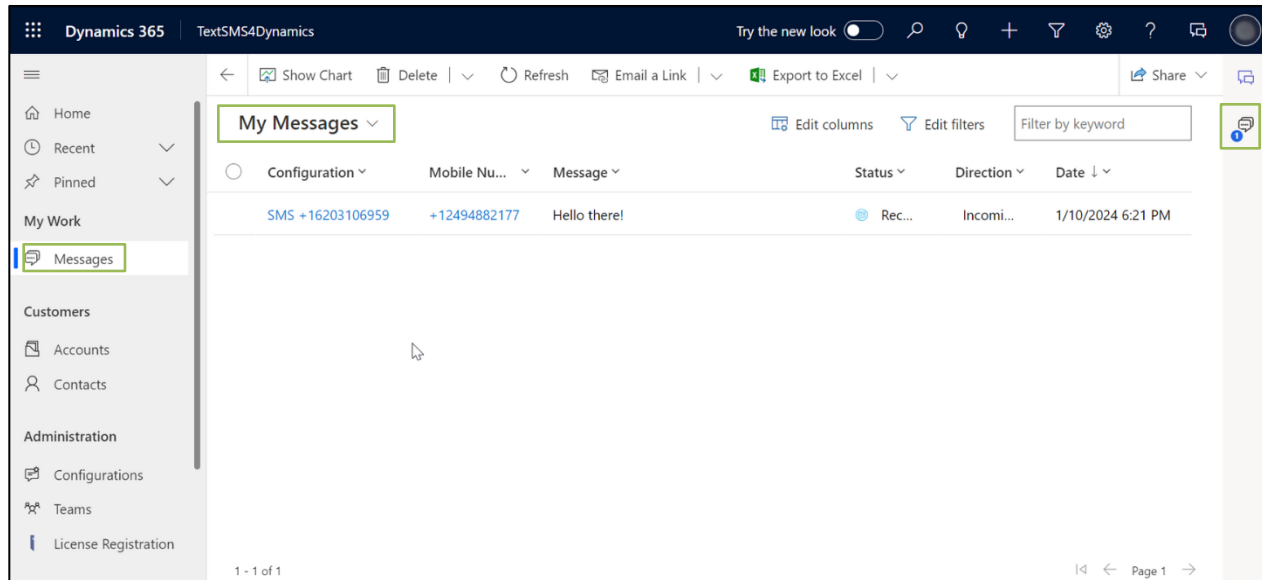 Dynamics 365 TextSMS4Dynamics Try the new look
Show Chart Delete Refresh Email a Link Export to Excel Share
Home
Recent
Pinned
My Work
Messages
Customers
Accounts
Contacts
Administration
Configurations
Teams
License Registration
My Messages Edit columns Edit filters Filter by keyword
1
Configuration Mobile Nu... Message Status Direction Date
SMS +16203106959 +12494882177 Hello there! Rec... Incomi... 1/10/2024 6:21 PM
1 - 1 of 1 Page 1